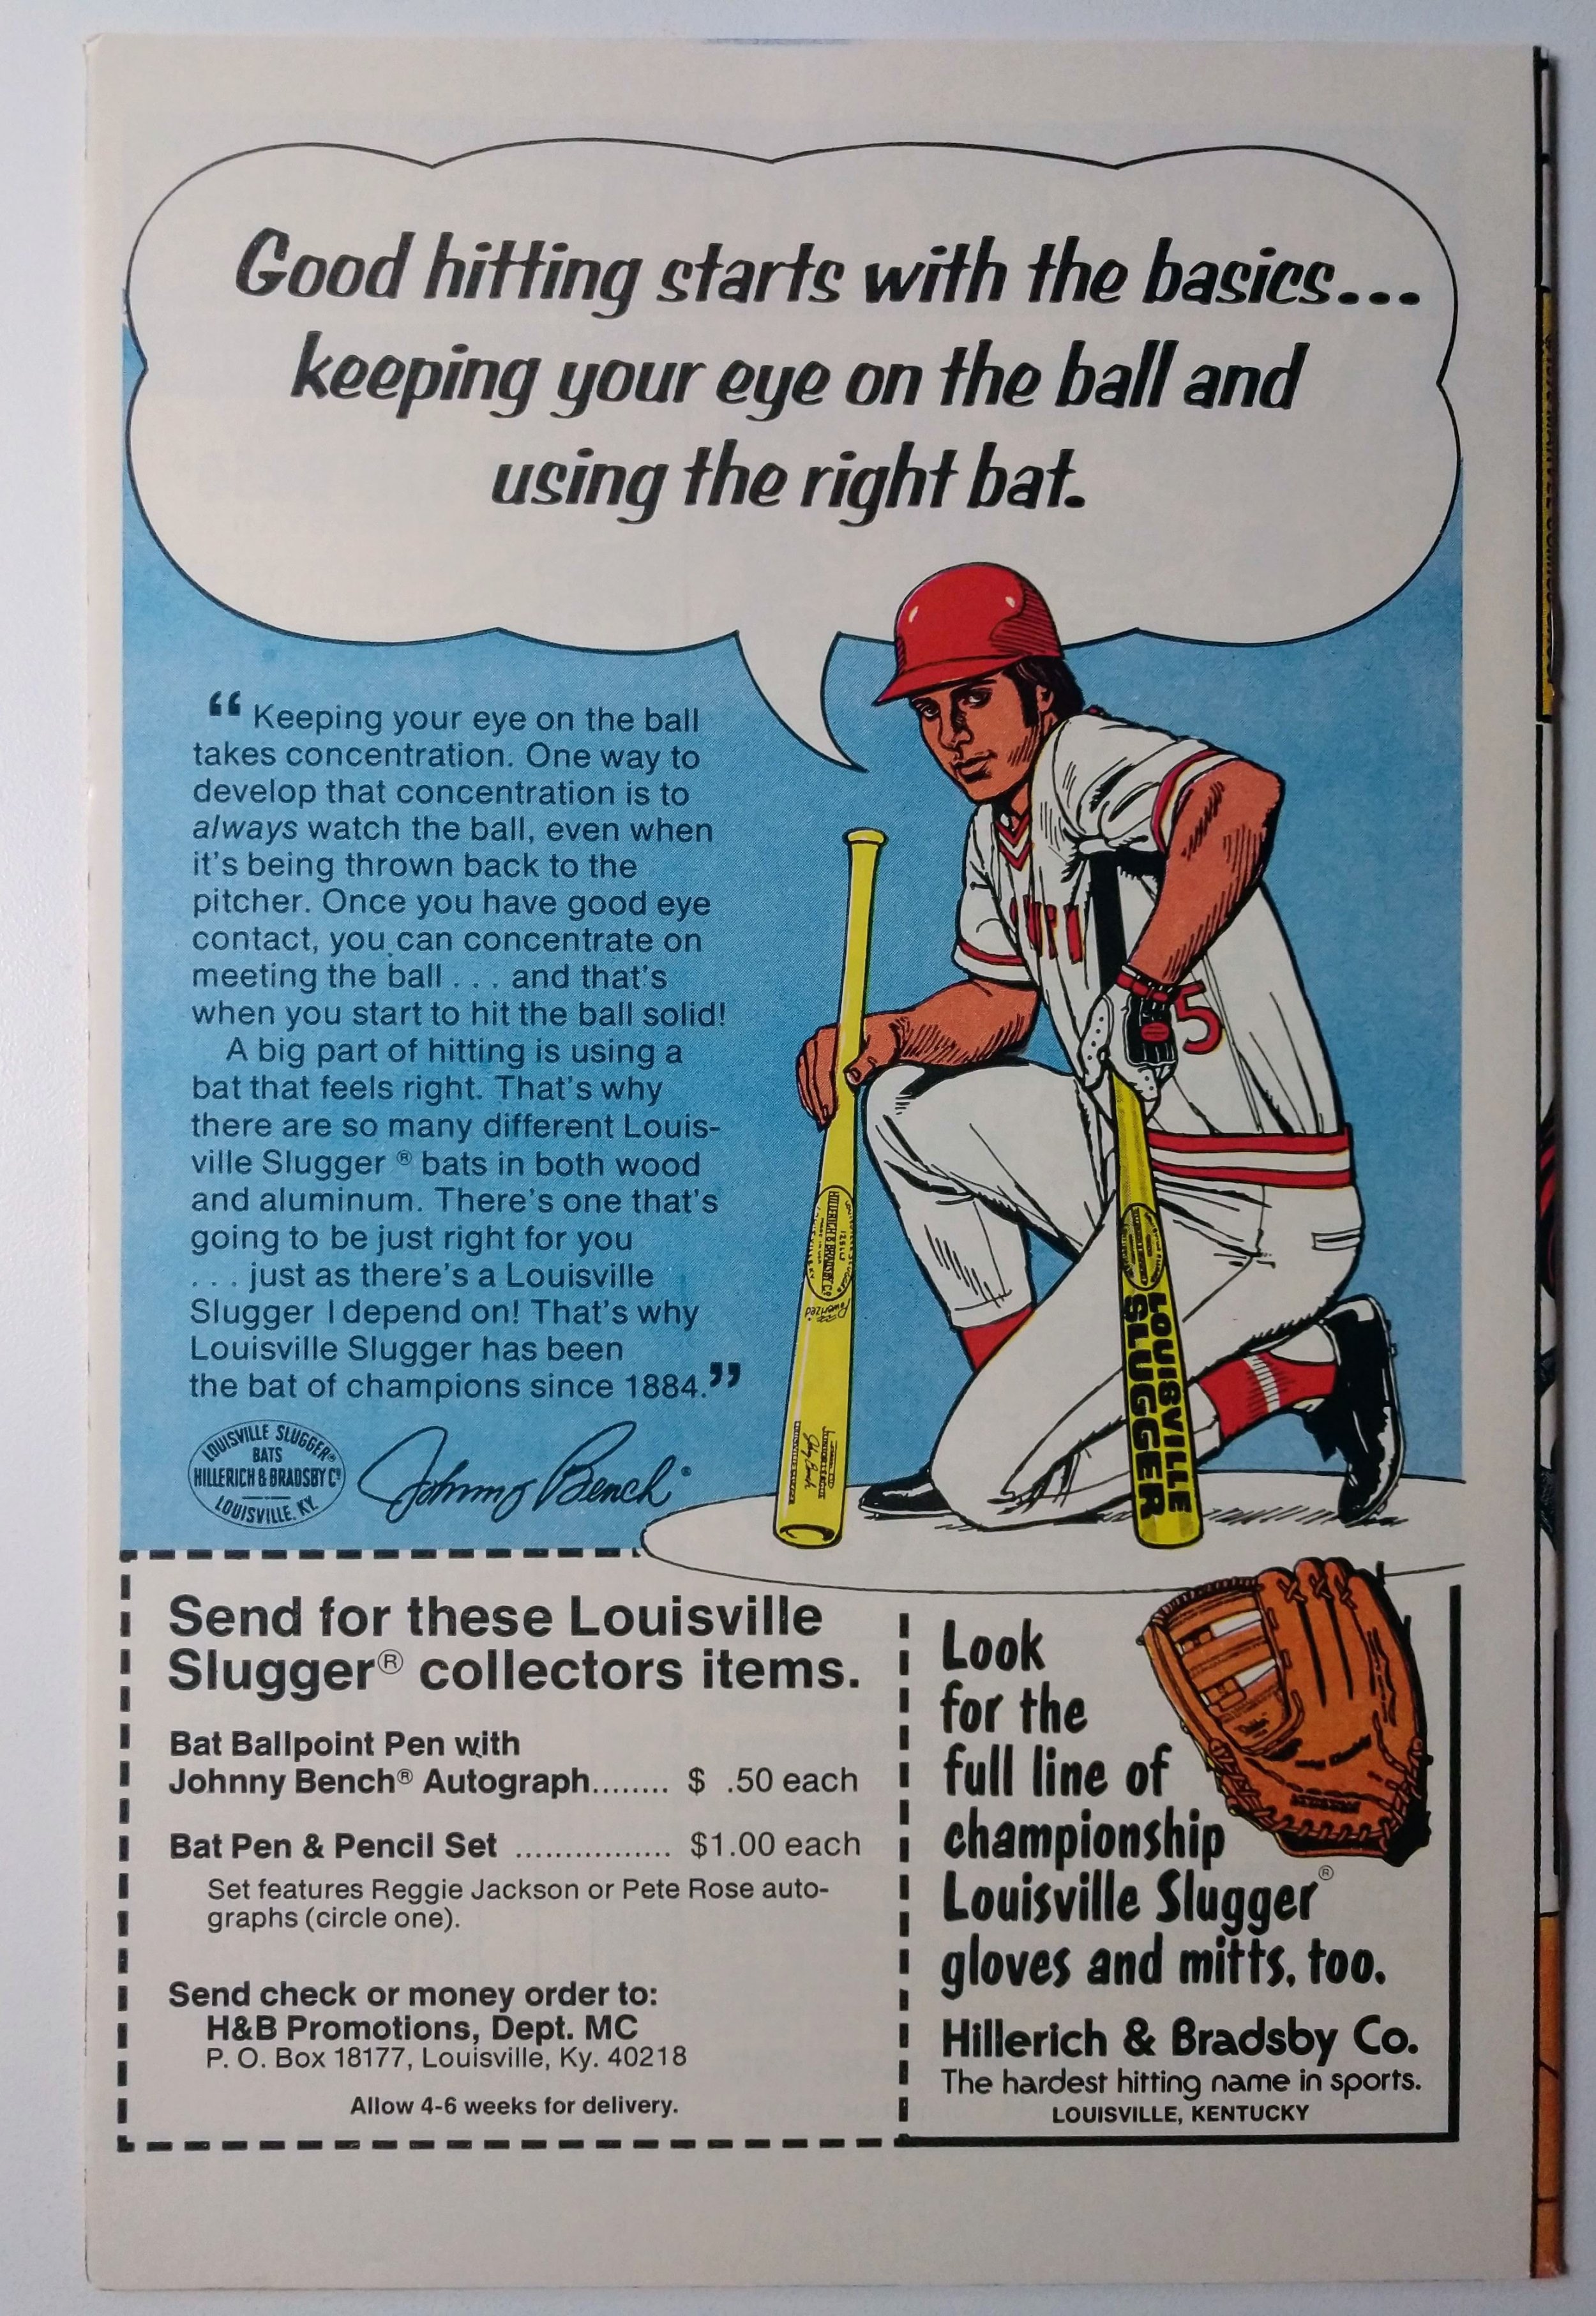 Good hitting starts with the basics...
keeping your eye on the ball and
using the right bat.
“ Keeping your eye on the ball
takes concentration. One way to
develop that concentration is to
always watch the ball, even when
it's being thrown back to the
pitcher. Once you have good eye
contact, you can concentrate on
meeting the ball . . . and that's
when you start to hit the ball solid!
A big part of hitting is using a
bat that feels right. That's why
there are so many different Louis-
ville Slugger ® bats in both wood
and aluminum. There's one that's
going to be just right for you
. . . just as there's a Louisville
Slugger I depend on! That's why
Louisville Slugger has been
the bat of champions since 1884.”
LOUISVILLE SLUGGER®
BATS
HILLERICH & BRADSBY Co
LOUISVILLE. KY.
Johnny Bench
5
HILLERICH & BRADSBY Co
Powerized
LOUISVILLE
SLUGGER
Send for these Louisville
Slugger® collectors items.
Bat Ballpoint Pen with
Johnny Bench® Autograph........ $ .50 each
Bat Pen & Pencil Set ................ $1.00 each
Set features Reggie Jackson or Pete Rose auto-
graphs (circle one).
Send check or money order to:
H&B Promotions, Dept. MC
P. O. Box 18177, Louisville, Ky. 40218
Allow 4-6 weeks for delivery.
Look
for the
full line of
championship
Louisville Slugger®
gloves and mitts, too.
Hillerich & Bradsby Co.
The hardest hitting name in sports.
LOUISVILLE, KENTUCKY